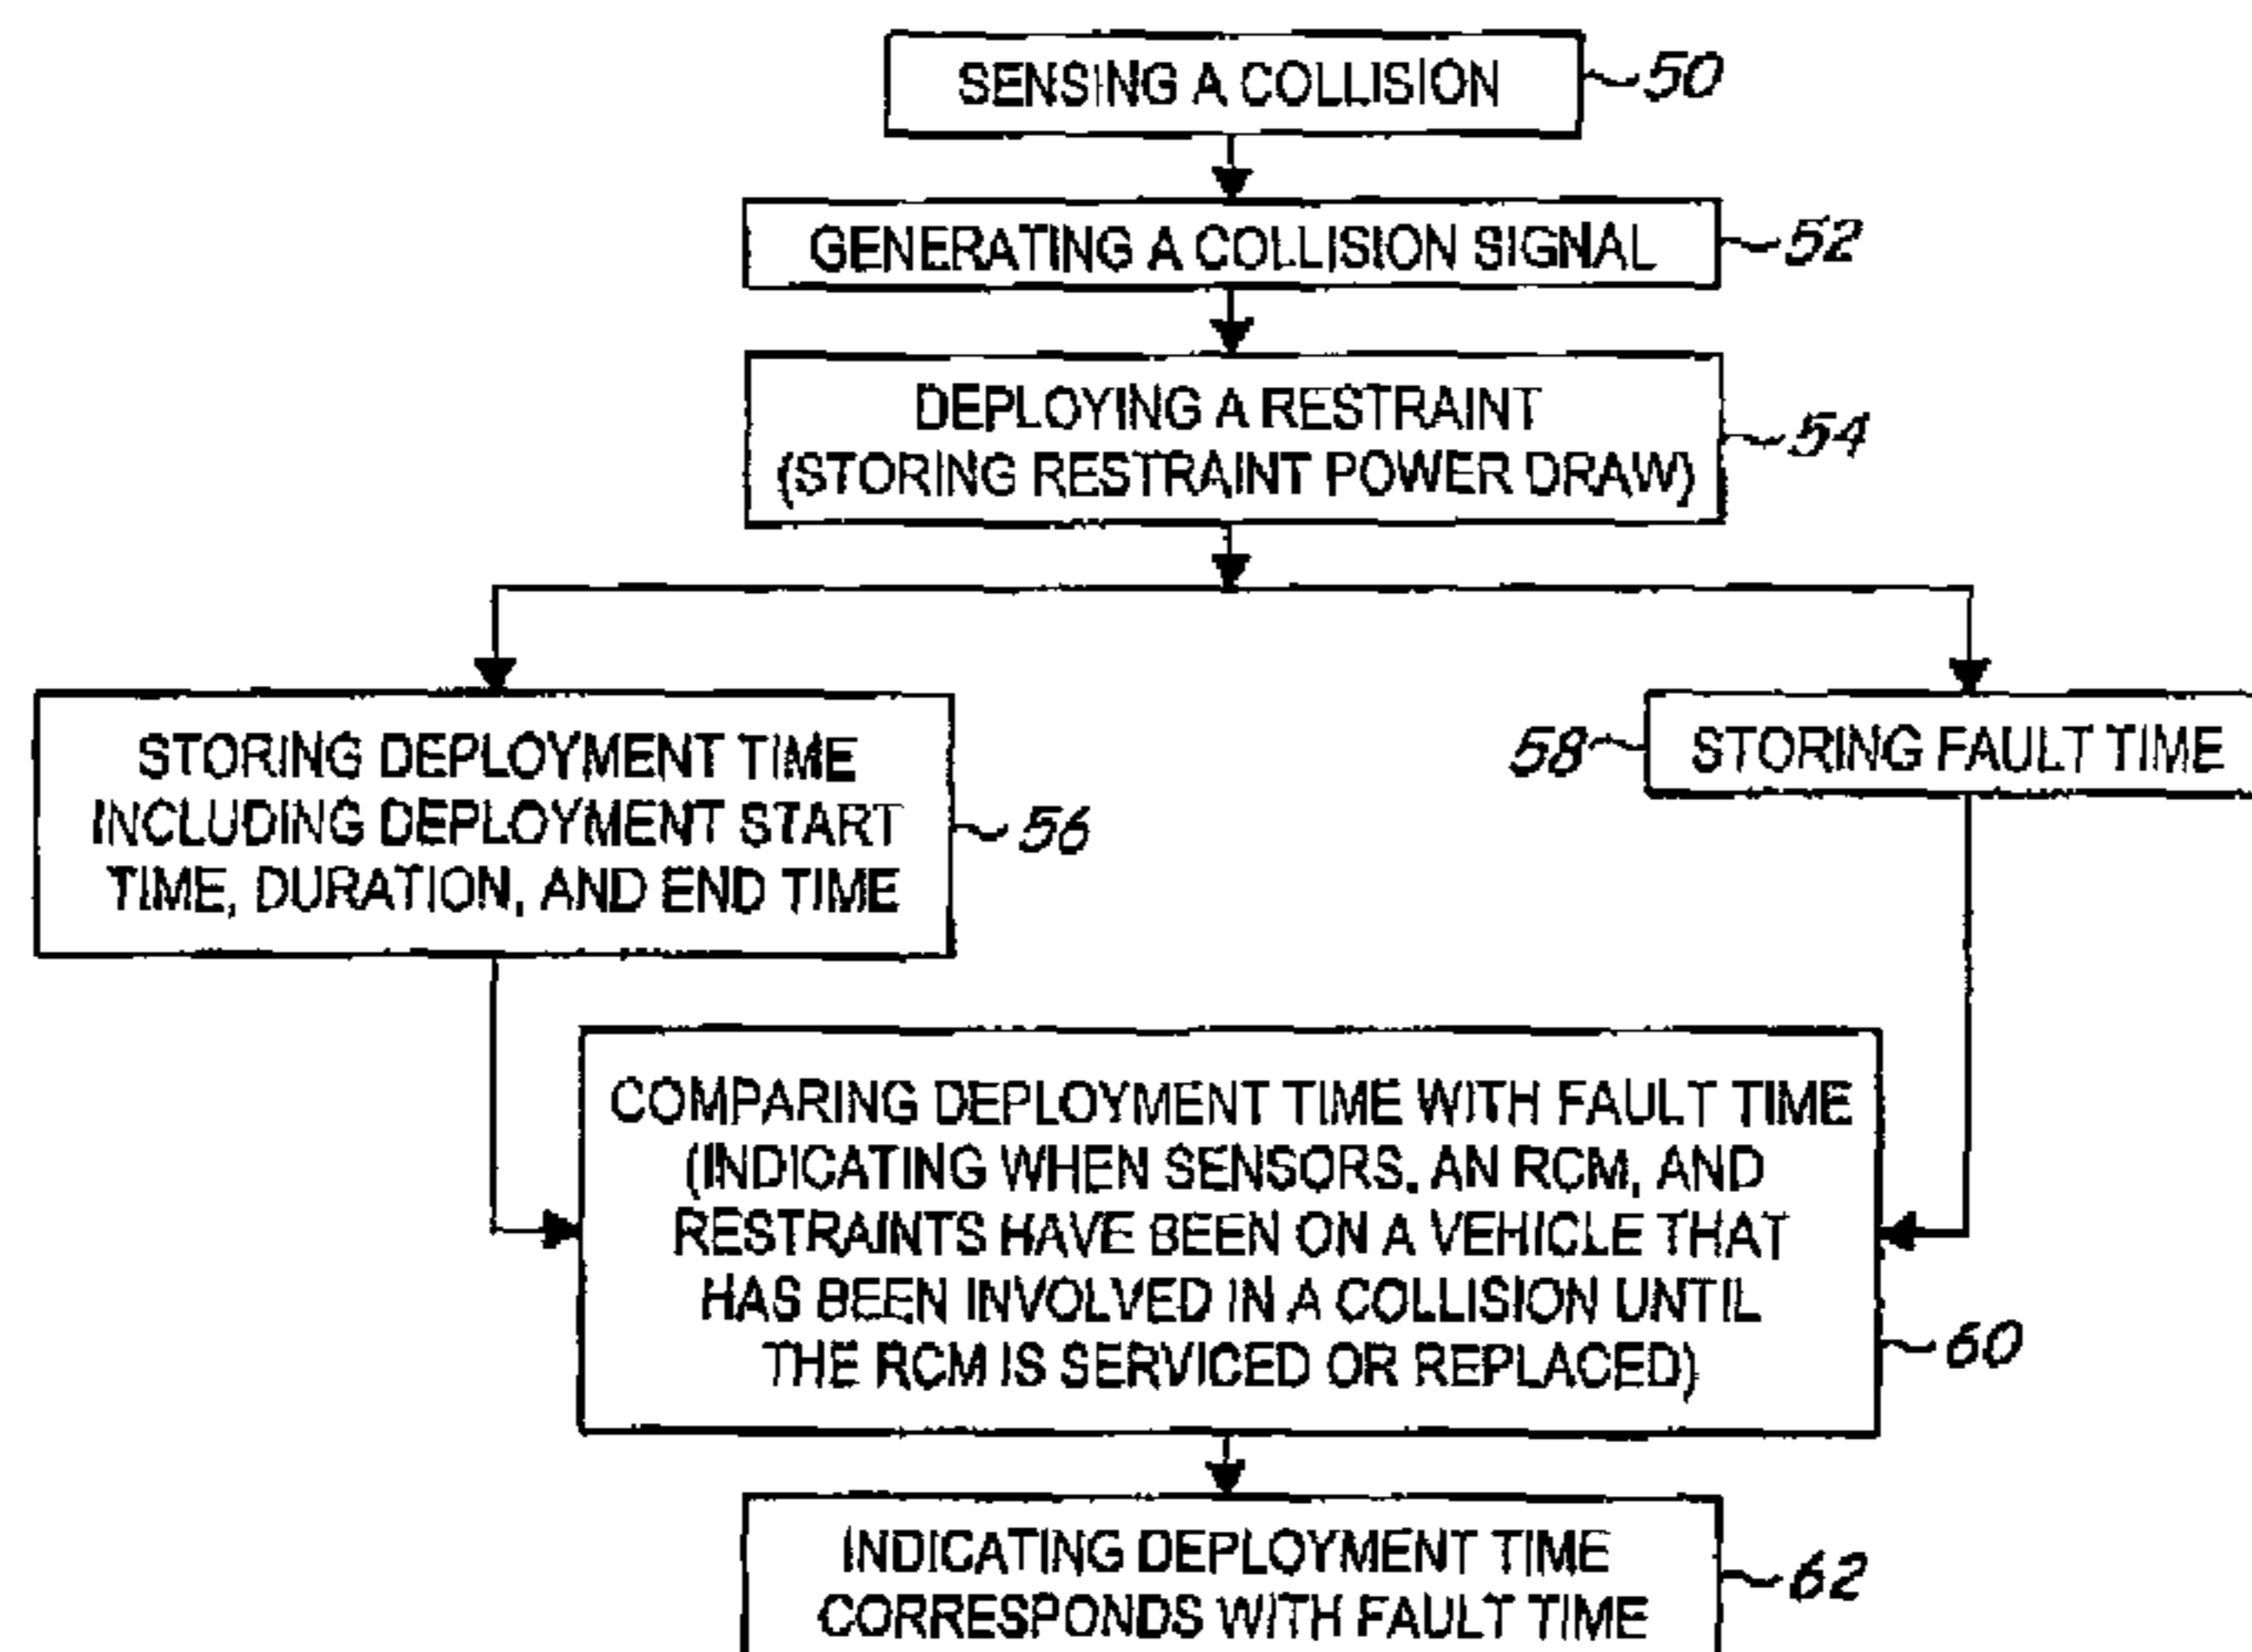 SENSING A COLLISION
50
GENERATING A COLLISION SIGNAL
52
DEPLOYING A RESTRAINT
(STORING RESTRAINT POWER DRAW)
54
STORING DEPLOYMENT TIME
INCLUDING DEPLOYMENT START
TIME, DURATION, AND END TIME
56
58
STORING FAULT TIME
COMPARING DEPLOYMENT TIME WITH FAULT TIME
(INDICATING WHEN SENSORS, AN RCM, AND
RESTRAINTS HAVE BEEN ON A VEHICLE THAT
HAS BEEN INVOLVED IN A COLLISION UNTIL
THE RCM IS SERVICED OR REPLACED)
60
INDICATING DEPLOYMENT TIME
CORRESPONDS WITH FAULT TIME
62